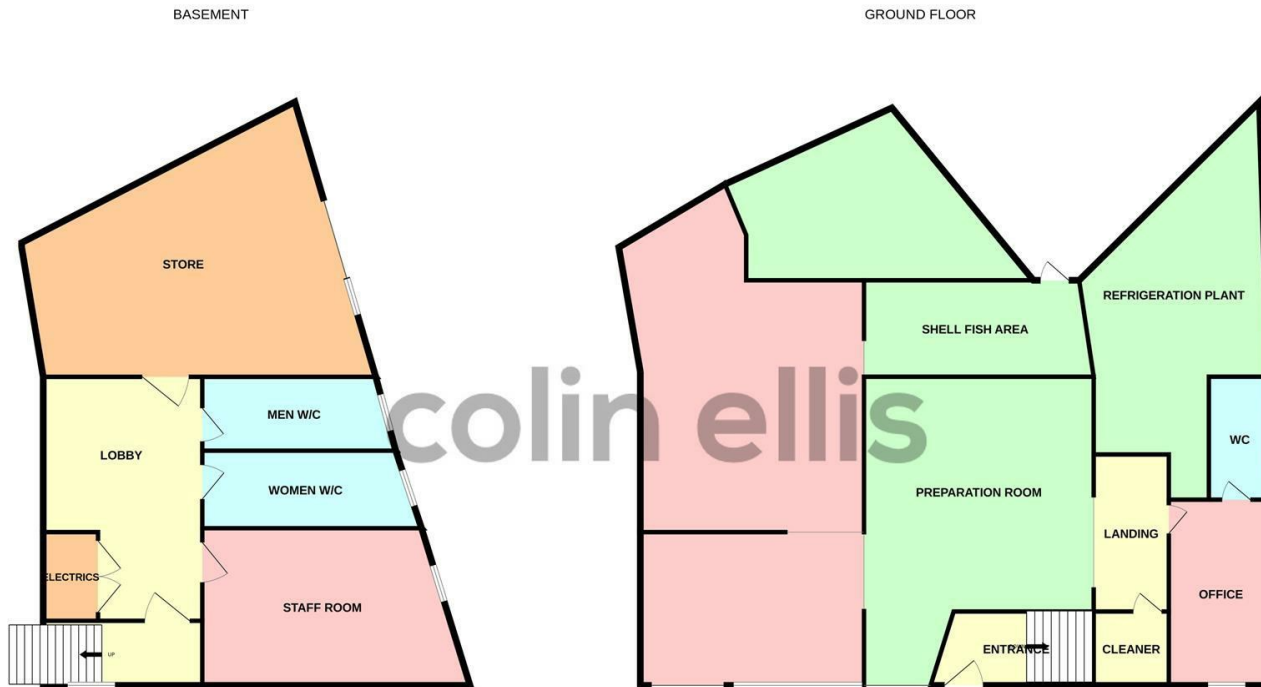 BASEMENT
GROUND FLOOR
STORE
REFRIGERATION PLANT
SHELL FISH AREA
MEN W/C
colin ellis
WC
LOBBY
WOMEN W/C
PREPARATION ROOM
LANDING
ELECTRICS
OFFICE
STAFF ROOM
ENTRANCE
CLEANER
UP